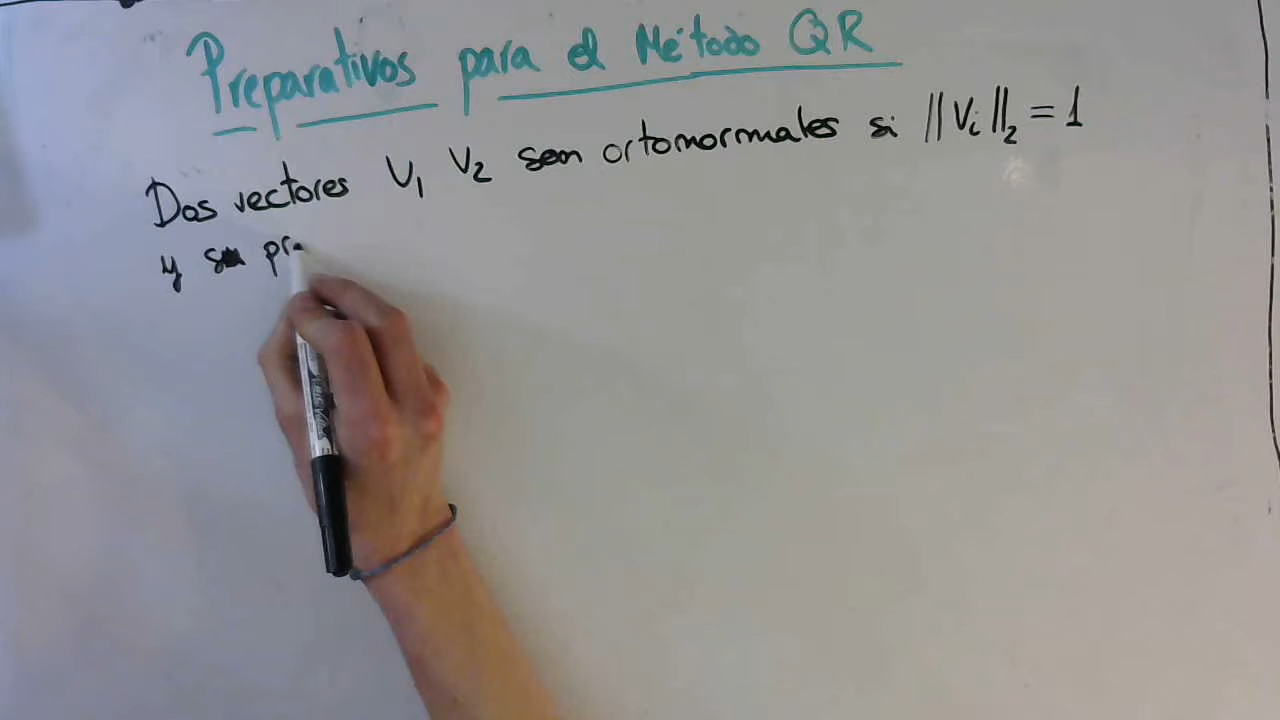 Preparativos para el Método QR
Dos vectores V₁ V₂ son ortonormales si ||Vᵢ||₂ = 1
y su pr